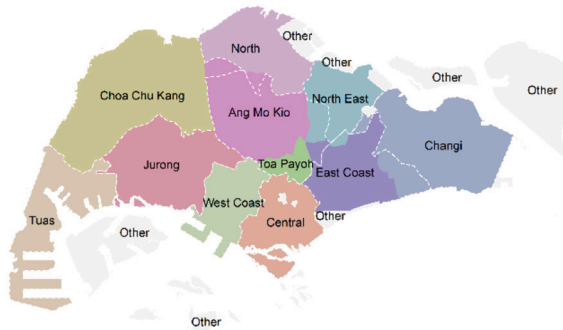 Other
North
Other
Other
Other
Choa Chu Kang
North East
Ang Mo Kio
Changi
Jurong
Toa Payoh
East Coast
West Coast
Tuas
Central
Other
Other
Other